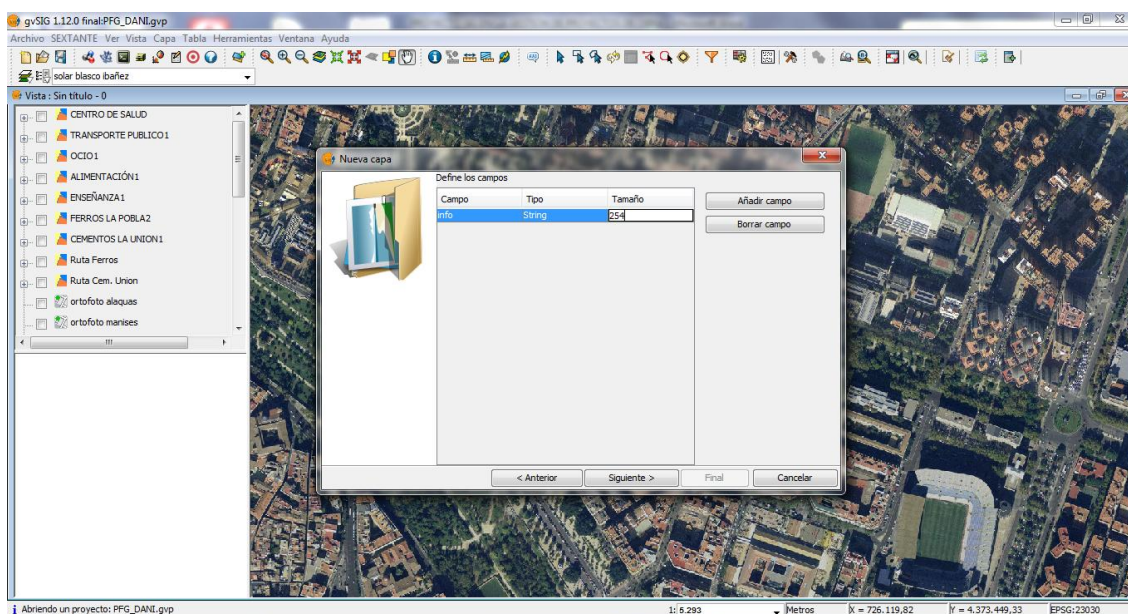 gvSIG 1.12.0 final:PFG_DANI.gvp
Archivo SEXTANTE Ver Vista Capa Tabla Herramientas Ventana Ayuda
solar blasco ibañez
Vista : Sin título - 0
CENTRO DE SALUD
TRANSPORTE PUBLICO1
OCIO1
ALIMENTACIÓN1
ENSEÑANZA1
FERROS LA POBLA2
CEMENTOS LA UNION1
Ruta Ferros
Ruta Cem. Union
ortofoto alaquas
ortofoto manises
Nueva capa
Define los campos
Campo Tipo Tamaño
info String 254
Añadir campo
Borrar campo
< Anterior Siguiente > Final Cancelar
Abriendo un proyecto: PFG_DANI.gvp 1: 5.293 Metros X = 726.119,82 Y = 4.373.449,33 EPSG:23030